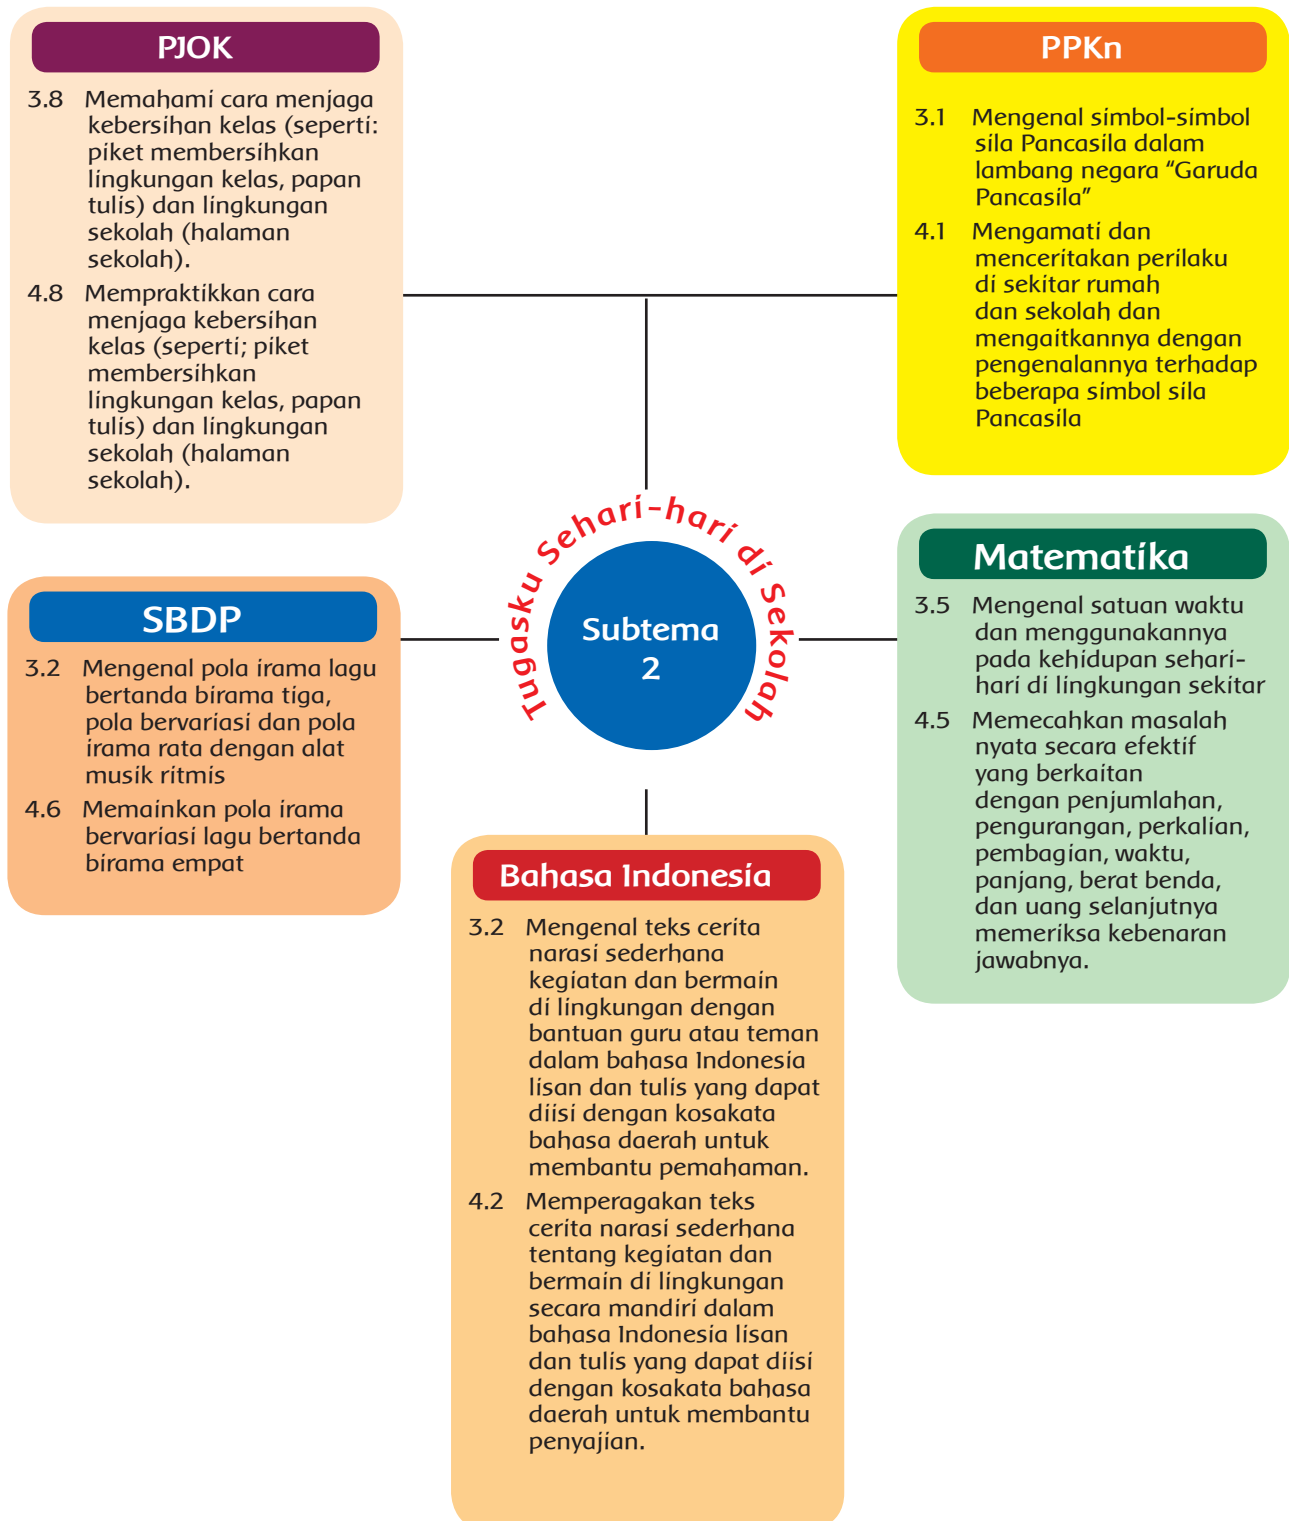 PJOK
3.8 Memahami cara menjaga
kebersihan kelas (seperti:
piket membersihkan
lingkungan kelas, papan
tulis) dan lingkungan
sekolah (halaman
sekolah).
4.8 Mempraktikkan cara
menjaga kebersihan
kelas (seperti; piket
membersihkan
lingkungan kelas, papan
tulis) dan lingkungan
sekolah (halaman
sekolah).
PPKn
3.1 Mengenal simbol-simbol
sila Pancasila dalam
lambang negara “Garuda
Pancasila”
4.1 Mengamati dan
menceritakan perilaku
di sekitar rumah
dan sekolah dan
mengaitkannya dengan
pengenalannya terhadap
beberapa simbol sila
Pancasila
Tugasku Sehari-hari di Sekolah
Subtema
2
SBDP
3.2 Mengenal pola irama lagu
bertanda birama tiga,
pola bervariasi dan pola
irama rata dengan alat
musik ritmis
4.6 Memainkan pola irama
bervariasi lagu bertanda
birama empat
Matematika
3.5 Mengenal satuan waktu
dan menggunakannya
pada kehidupan sehari-
hari di lingkungan sekitar
4.5 Memecahkan masalah
nyata secara efektif
yang berkaitan
dengan penjumlahan,
pengurangan, perkalian,
pembagian, waktu,
panjang, berat benda,
dan uang selanjutnya
memeriksa kebenaran
jawabnya.
Bahasa Indonesia
3.2 Mengenal teks cerita
narasi sederhana
kegiatan dan bermain
di lingkungan dengan
bantuan guru atau teman
dalam bahasa Indonesia
lisan dan tulis yang dapat
diisi dengan kosakata
bahasa daerah untuk
membantu pemahaman.
4.2 Memperagakan teks
cerita narasi sederhana
tentang kegiatan dan
bermain di lingkungan
secara mandiri dalam
bahasa Indonesia lisan
dan tulis yang dapat diisi
dengan kosakata bahasa
daerah untuk membantu
penyajian.